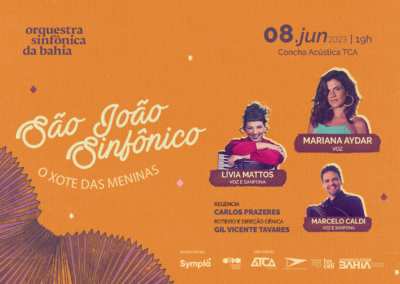 orquestra
sinfônica
da bahia
08.jun2023 | 19h
Concha Acústica TCA
São João
Sinfônico
O XOTE DAS MENINAS
MARIANA AYDAR
VOZ
LÍVIA MATTOS
VOZ E SANFONA
MARCELO CALDI
VOZ E SANFONA
REGÊNCIA
CARLOS PRAZERES
ROTEIRO E DIREÇÃO CÊNICA
GIL VICENTE TAVARES
Sympla
ATCA
BAHIA